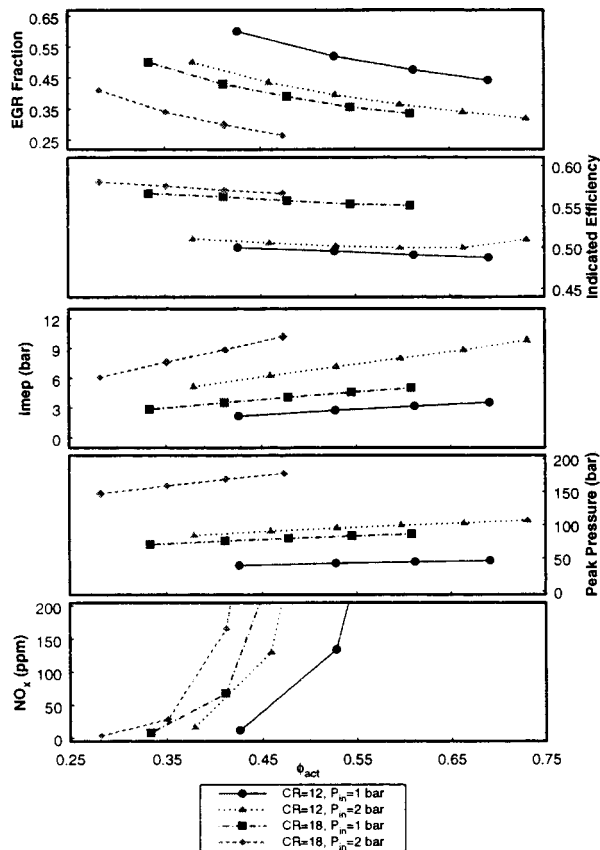 0.65
0.55
0.45
0.35
0.25
EGR Fraction
0.60
0.55
0.50
0.45
Indicated Efficiency
12
9
6
3
0
imep (bar)
200
150
100
50
0
Peak Pressure (bar)
200
150
100
50
0
NOx (ppm)
0.25 0.35 0.45 0.55 0.65 0.75
ϕact
CR=12, Pin=1 bar
CR=12, Pin=2 bar
CR=18, Pin=1 bar
CR=18, Pin=2 bar